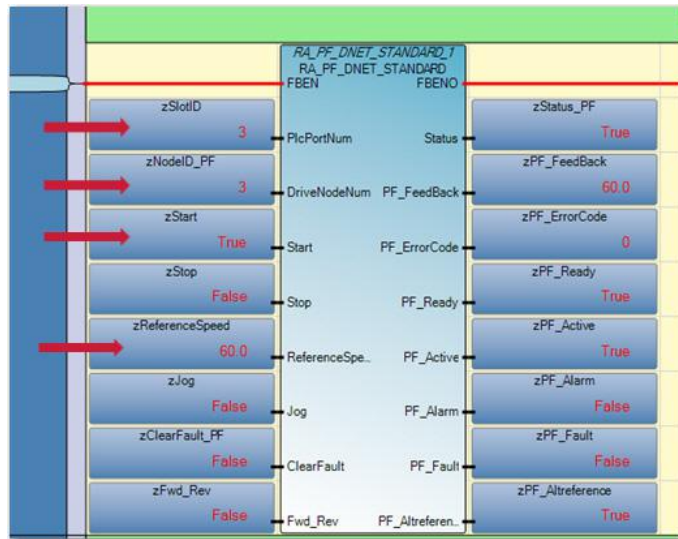 RA_PF_DNET_STANDARD_1
RA_PF_DNET_STANDARD
FBEN FBENO
zSlotID
3
PlcPortNum
Status
zStatus_PF
True
zNodeID_PF
3
DriveNodeNum
PF_FeedBack
zPF_FeedBack
60.0
zStart
True
Start
PF_ErrorCode
zPF_ErrorCode
0
zStop
False
Stop
PF_Ready
zPF_Ready
True
zReferenceSpeed
60.0
ReferenceSpe..
PF_Active
zPF_Active
True
zJog
False
Jog
PF_Alarm
zPF_Alarm
False
zClearFault_PF
False
ClearFault
PF_Fault
zPF_Fault
False
zFwd_Rev
False
Fwd_Rev
PF_Altreferen..
zPF_Altreference
True